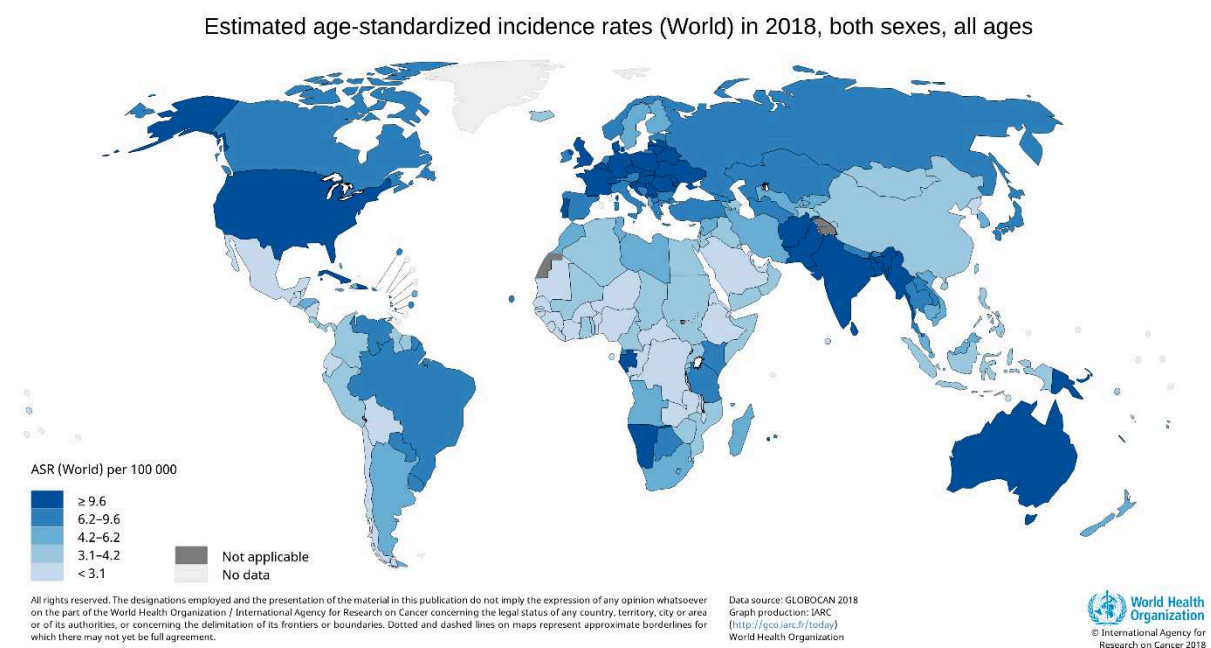 Estimated age-standardized incidence rates (World) in 2018, both sexes, all ages
ASR (World) per 100 000
≥ 9.6
6.2–9.6
4.2–6.2
3.1–4.2
< 3.1
Not applicable
No data
All rights reserved. The designations employed and the presentation of the material in this publication do not imply the expression of any opinion whatsoever
on the part of the World Health Organization / International Agency for Research on Cancer concerning the legal status of any country, territory, city or area
or of its authorities, or concerning the delimitation of its frontiers or boundaries. Dotted and dashed lines on maps represent approximate borderlines for
which there may not yet be full agreement.
Data source: GLOBOCAN 2018
Graph production: IARC
(http://gco.iarc.fr/today)
World Health Organization
World Health
Organization
© International Agency for
Research on Cancer 2018